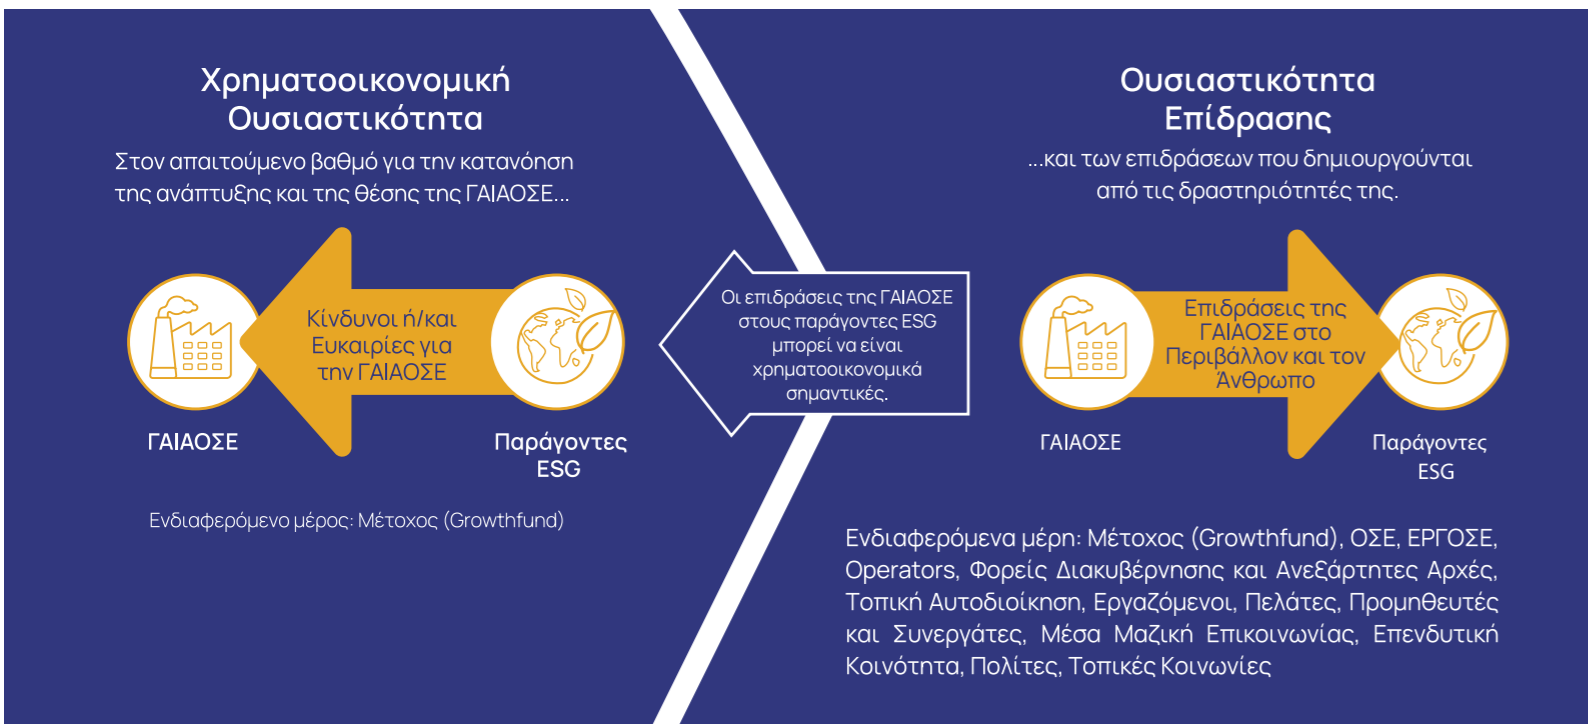 Χρηματοοικονομική
Ουσιαστικότητα
Στον απαιτούμενο βαθμό για την κατανόηση
της ανάπτυξης και της θέσης της ΓΑΙΑΟΣΕ...
Κίνδυνοι ή/και
Ευκαιρίες για
την ΓΑΙΑΟΣΕ
ΓΑΙΑΟΣΕ
Παράγοντες
ESG
Ενδιαφερόμενο μέρος: Μέτοχος (Growthfund)
Οι επιδράσεις της ΓΑΙΑΟΣΕ
στους παράγοντες ESG
μπορεί να είναι
χρηματοοικονομικά
σημαντικές.
Ουσιαστικότητα
Επίδρασης
...και των επιδράσεων που δημιουργούνται
από τις δραστηριότητές της.
Επιδράσεις της
ΓΑΙΑΟΣΕ στο
Περιβάλλον και τον
Άνθρωπο
ΓΑΙΑΟΣΕ
Παράγοντες
ESG
Ενδιαφερόμενα μέρη: Μέτοχος (Growthfund), ΟΣΕ, ΕΡΓΟΣΕ,
Operators, Φορείς Διακυβέρνησης και Ανεξάρτητες Αρχές,
Τοπική Αυτοδιοίκηση, Εργαζόμενοι, Πελάτες, Προμηθευτές
και Συνεργάτες, Μέσα Μαζική Επικοινωνίας, Επενδυτική
Κοινότητα, Πολίτες, Τοπικές Κοινωνίες